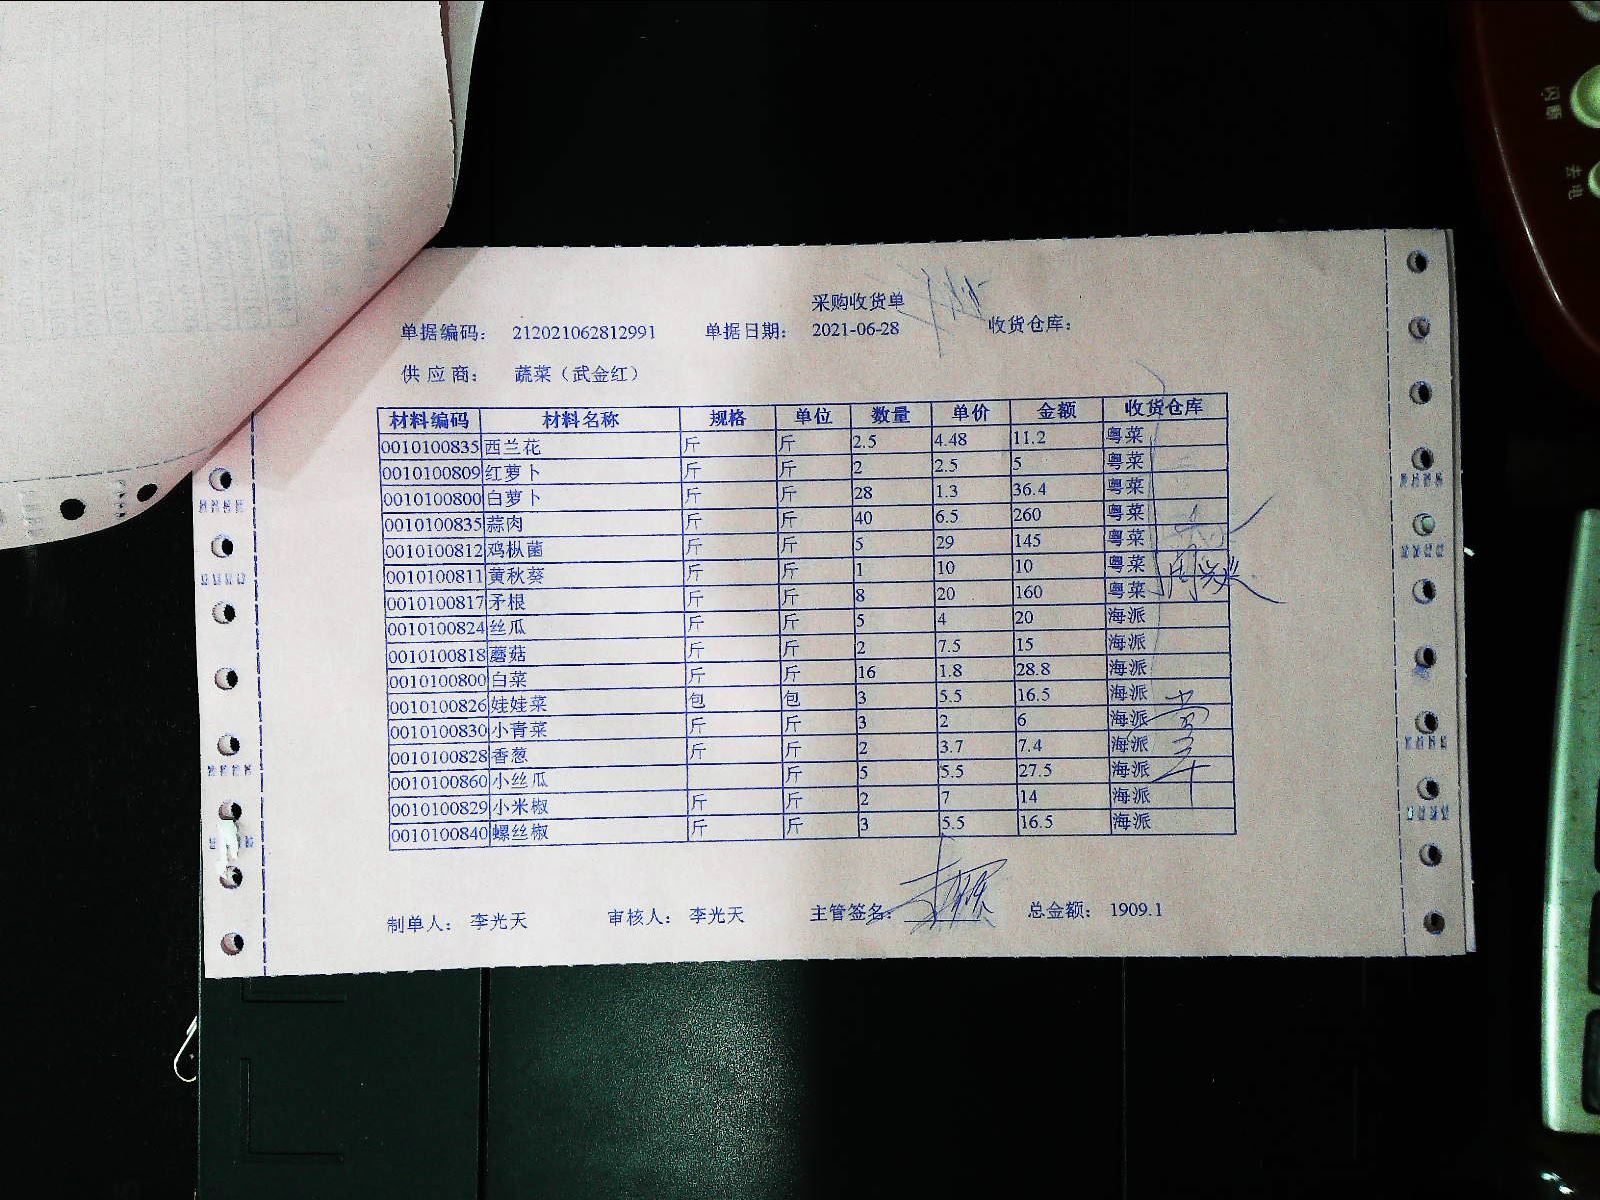 采购收货单
单据编码： 212021062812991 单据日期： 2021-06-28 收货仓库：
供应商： 蔬菜（武金红）
材料编码 材料名称 规格 单位 数量 单价 金额 收货仓库
0010100835 西兰花 斤 斤 2.5 4.48 11.2 粤菜
0010100809 红萝卜 斤 斤 2 2.5 5 粤菜
0010100800 白萝卜 斤 斤 28 1.3 36.4 粤菜
0010100835 蒜肉 斤 斤 40 6.5 260 粤菜
0010100812 鸡枞菌 斤 斤 5 29 145 粤菜
0010100811 黄秋葵 斤 斤 1 10 10 粤菜
0010100817 矛根 斤 斤 8 20 160 粤菜
0010100824 丝瓜 斤 斤 5 4 20 海派
0010100818 蘑菇 斤 斤 2 7.5 15 海派
0010100800 白菜 斤 斤 16 1.8 28.8 海派
0010100826 娃娃菜 包 包 3 5.5 16.5 海派
0010100830 小青菜 斤 斤 3 2 6 海派
0010100828 香葱 斤 斤 2 3.7 7.4 海派
0010100860 小丝瓜 斤 5 5.5 27.5 海派
0010100829 小米椒 斤 斤 2 7 14 海派
0010100840 螺丝椒 斤 斤 3 5.5 16.5 海派
制单人： 李光天 审核人： 李光天 主管签名： 总金额： 1909.1